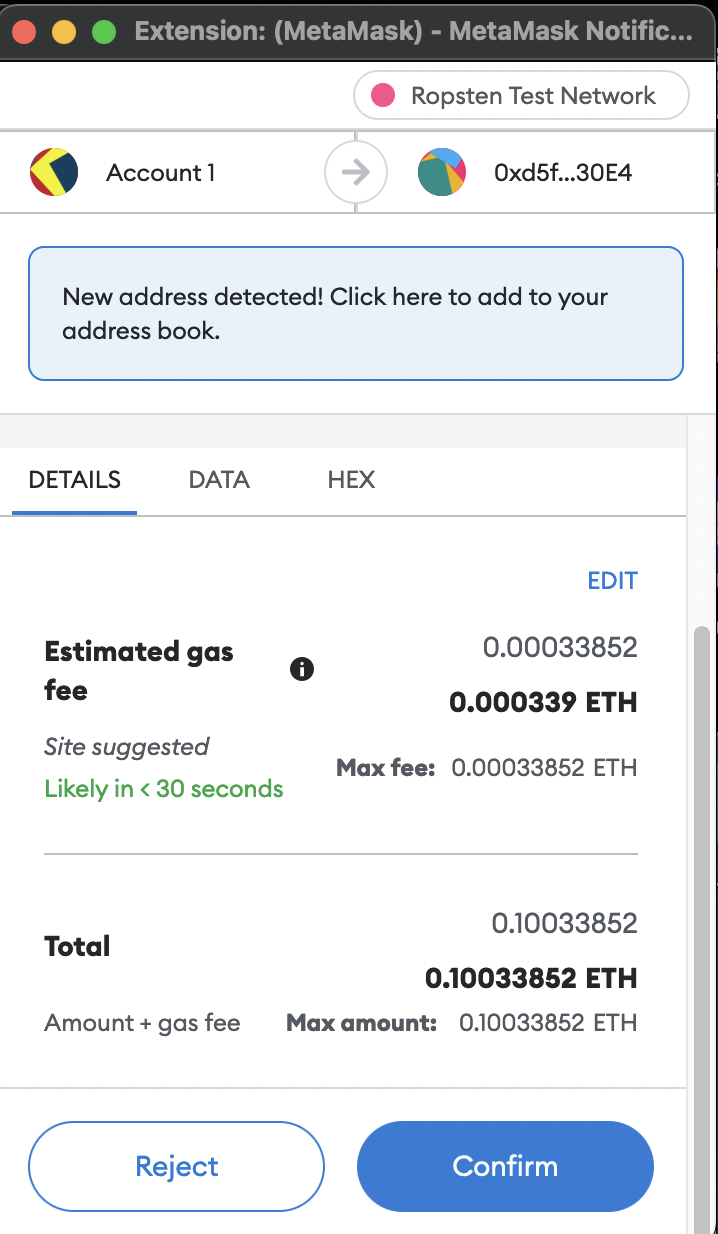 Extension: (MetaMask) - MetaMask Notific...
Ropsten Test Network
Account 1
0xd5f...30E4
New address detected! Click here to add to your
address book.
DETAILS
DATA
HEX
EDIT
Estimated gas
fee
0.00033852
0.000339 ETH
Site suggested
Likely in < 30 seconds
Max fee: 0.00033852 ETH
Total
0.10033852
0.10033852 ETH
Amount + gas fee
Max amount: 0.10033852 ETH
Reject
Confirm